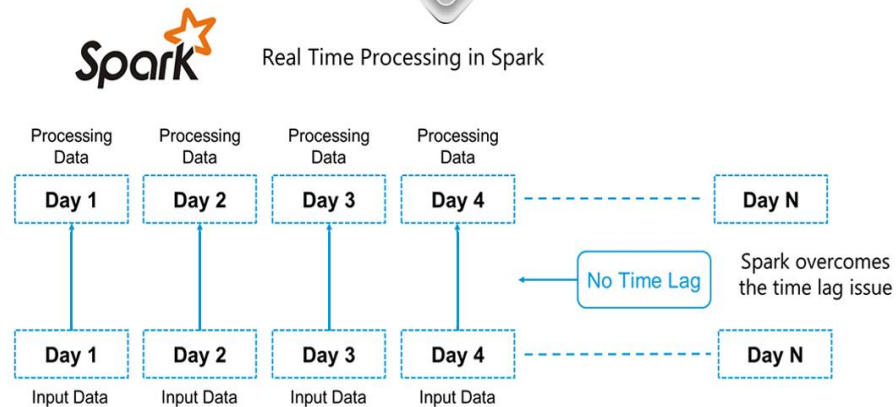 Spark
Real Time Processing in Spark
Processing Data
Processing Data
Processing Data
Processing Data
Day 1
Day 2
Day 3
Day 4
Day N
No Time Lag
Spark overcomes
the time lag issue
Day 1
Day 2
Day 3
Day 4
Day N
Input Data
Input Data
Input Data
Input Data